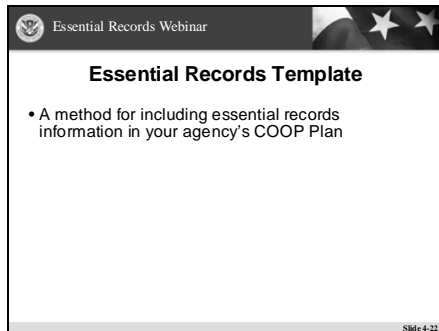 Essential Records Webinar
Essential Records Template
• A method for including essential records
information in your agency's COOP Plan
Slide 4-22